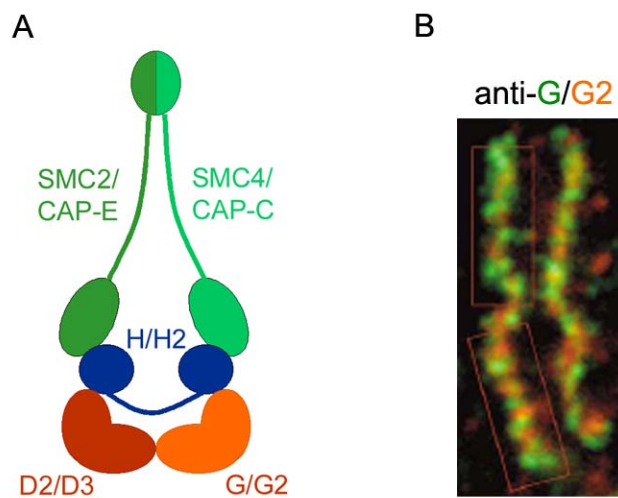 A
B
anti-G/G2
SMC2/
CAP-E
SMC4/
CAP-C
H/H2
D2/D3
G/G2